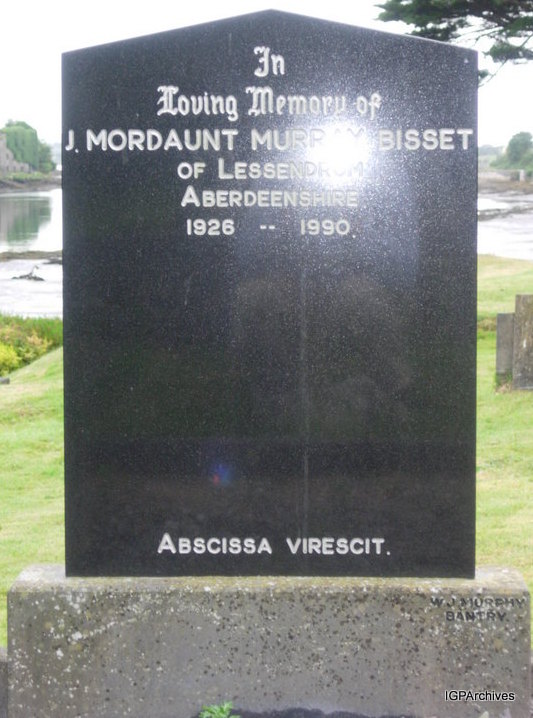 In
Loving Memory of
J. MORDAUNT MURRAY BISSET
OF LESSENDRUM
ABERDEENSHIRE.
1926 -- 1990.
ABSCISSA VIRESCIT.
W.J. MURPHY
BANTRY.
IGPArchives